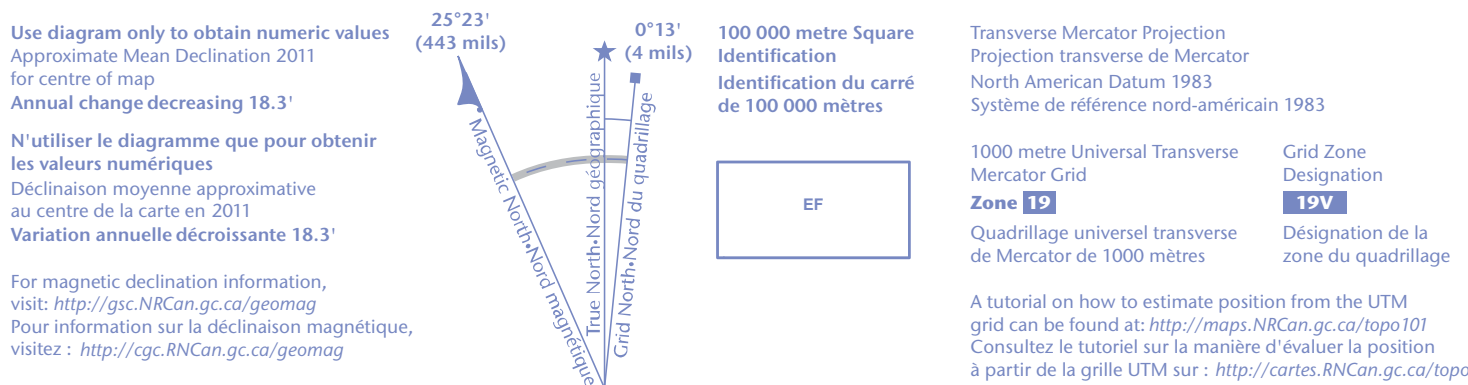 Use diagram only to obtain numeric values
Approximate Mean Declination 2011
for centre of map
Annual change decreasing 18.3'
N'utiliser le diagramme que pour obtenir
les valeurs numériques
Déclinaison moyenne approximative
au centre de la carte en 2011
Variation annuelle décroissante 18.3'
For magnetic declination information,
visit: http://gsc.NRCan.gc.ca/geomag
Pour information sur la déclinaison magnétique,
visitez : http://cgc.RNCan.gc.ca/geomag
25°23'
(443 mils)
0°13'
(4 mils)
Magnetic North•Nord magnétique
True North•Nord géographique
Grid North•Nord du quadrillage
100 000 metre Square
Identification
Identification du carré
de 100 000 mètres
EF
Transverse Mercator Projection
Projection transverse de Mercator
North American Datum 1983
Système de référence nord-américain 1983
1000 metre Universal Transverse
Mercator Grid
Zone 19
Quadrillage universel transverse
de Mercator de 1000 mètres
Grid Zone
Designation
19V
Désignation de la
zone du quadrillage
A tutorial on how to estimate position from the UTM
grid can be found at: http://maps.NRCan.gc.ca/topo101
Consultez le tutoriel sur la manière d'évaluer la position
à partir de la grille UTM sur : http://cartes.RNCan.gc.ca/topo